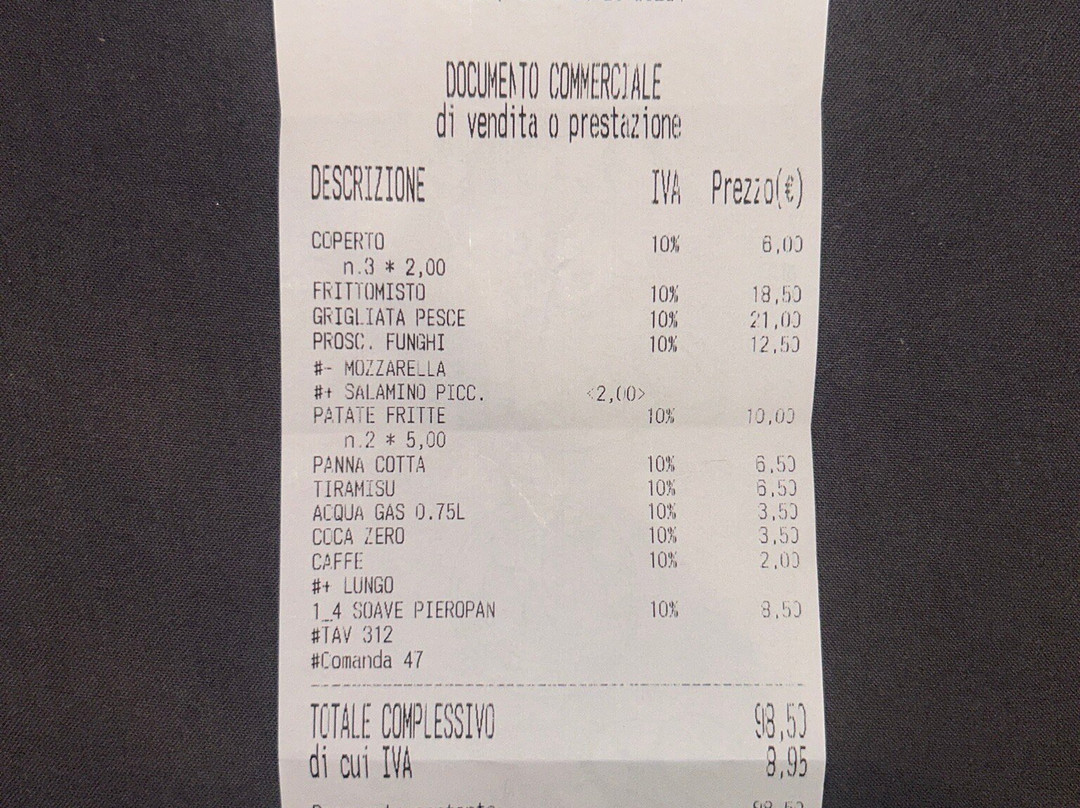 DOCUMENTO COMMERCIALE
di vendita o prestazione
DESCRIZIONE IVA Prezzo(€)
COPERTO 10% 6,00
n.3 * 2,00
FRITTOMISTO 10% 18,50
GRIGLIATA PESCE 10% 21,00
PROSC. FUNGHI 10% 12,50
#- MOZZARELLA
#+ SALAMINO PICC. <2,00>
PATATE FRITTE 10% 10,00
n.2 * 5,00
PANNA COTTA 10% 6,50
TIRAMISU 10% 6,50
ACQUA GAS 0.75L 10% 3,50
COCA ZERO 10% 3,50
CAFFE 10% 2,00
#+ LUNGO
1_4 SOAVE PIEROPAN 10% 8,50
#TAV 312
#Comanda 47
TOTALE COMPLESSIVO 98,50
di cui IVA 8,95
98,50